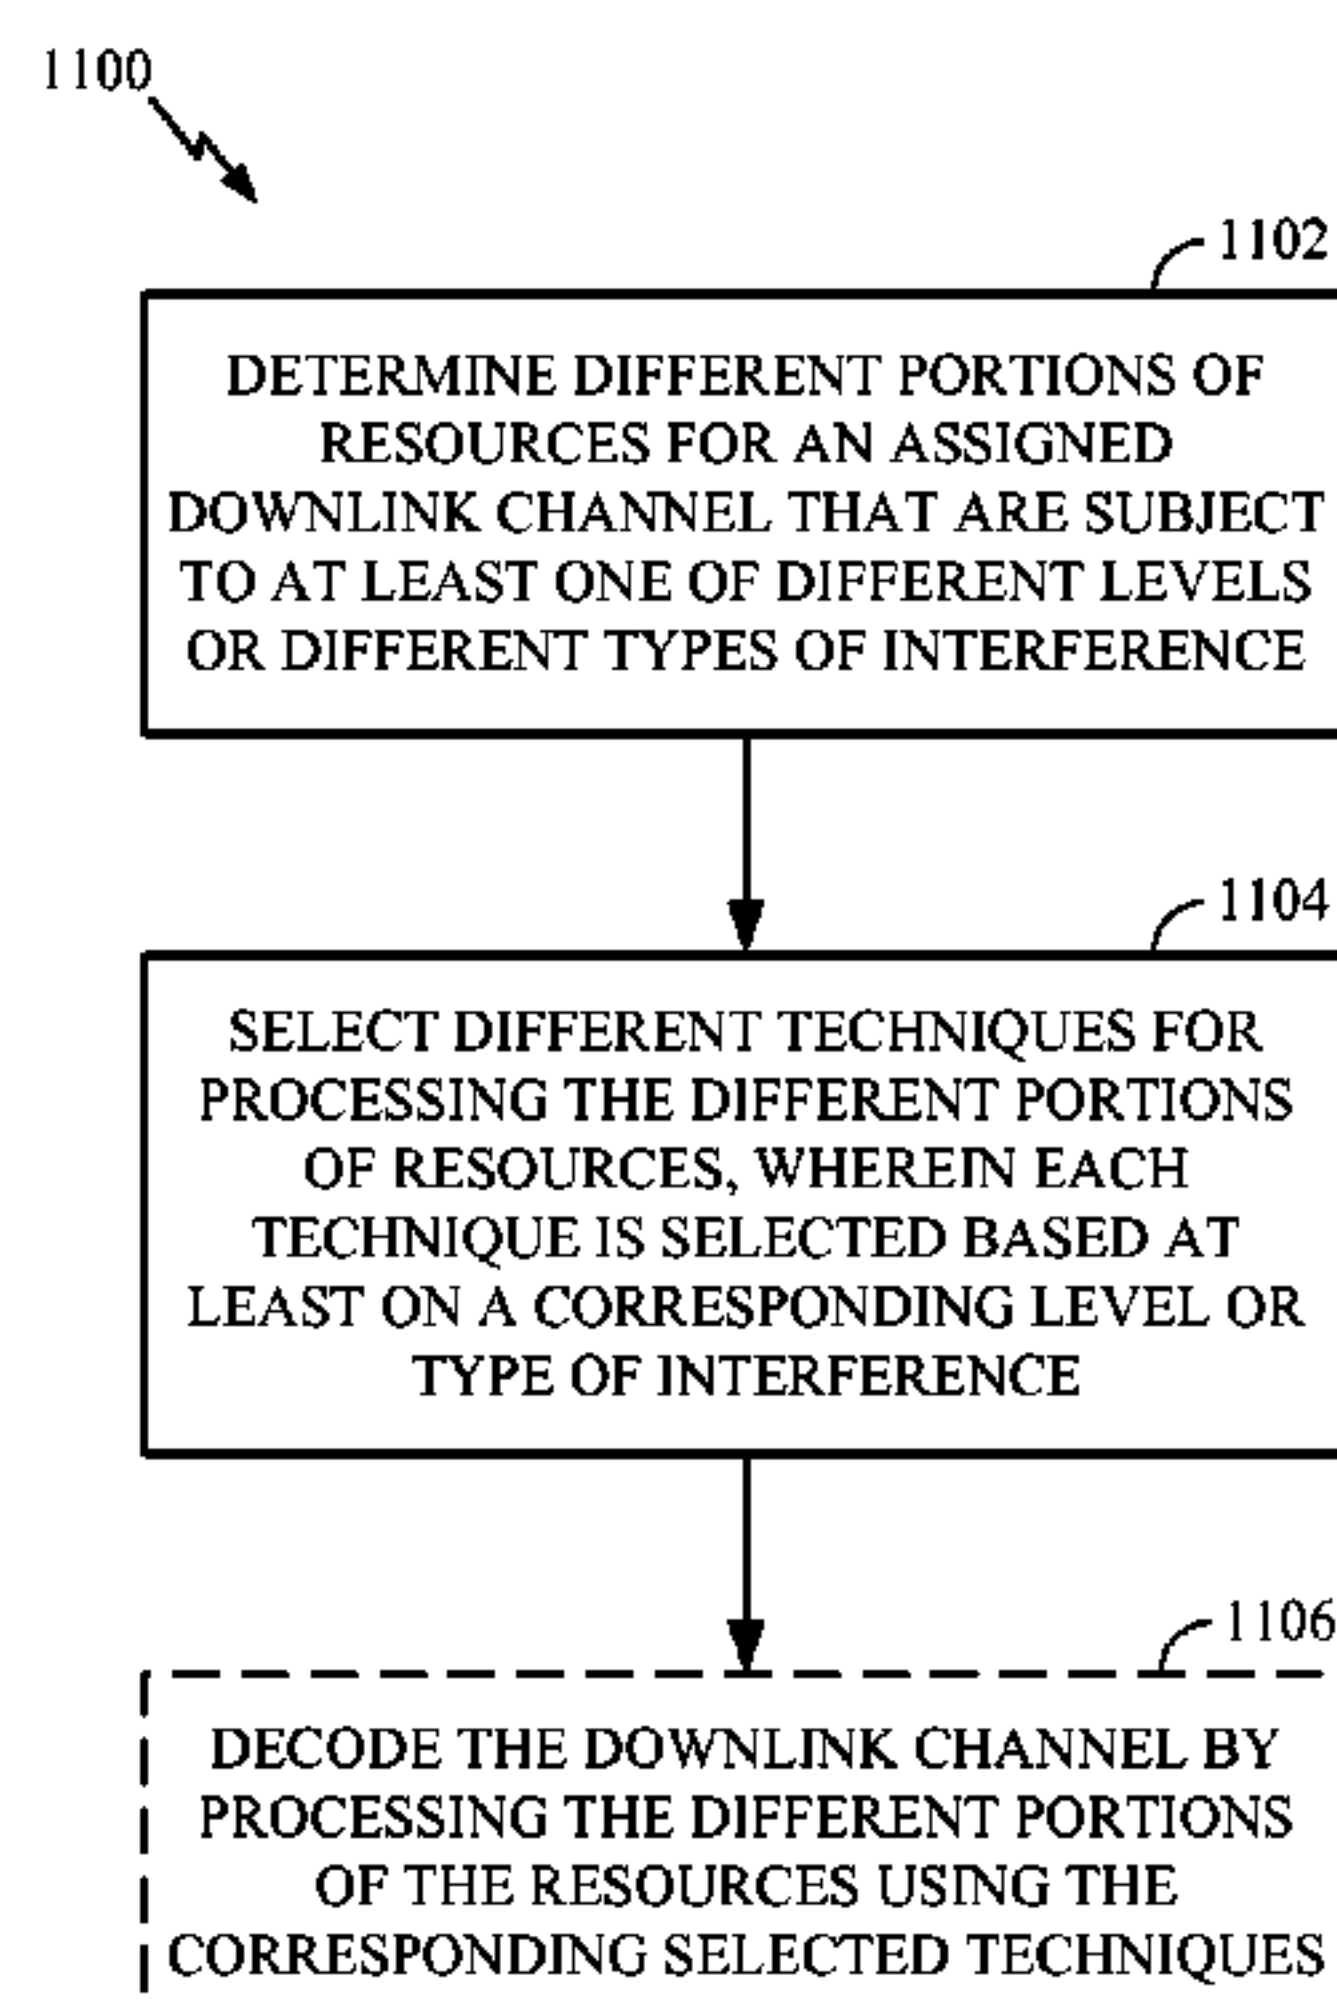 1100
1102
DETERMINE DIFFERENT PORTIONS OF
RESOURCES FOR AN ASSIGNED
DOWNLINK CHANNEL THAT ARE SUBJECT
TO AT LEAST ONE OF DIFFERENT LEVELS
OR DIFFERENT TYPES OF INTERFERENCE
1104
SELECT DIFFERENT TECHNIQUES FOR
PROCESSING THE DIFFERENT PORTIONS
OF RESOURCES, WHEREIN EACH
TECHNIQUE IS SELECTED BASED AT
LEAST ON A CORRESPONDING LEVEL OR
TYPE OF INTERFERENCE
1106
DECODE THE DOWNLINK CHANNEL BY
PROCESSING THE DIFFERENT PORTIONS
OF THE RESOURCES USING THE
CORRESPONDING SELECTED TECHNIQUES